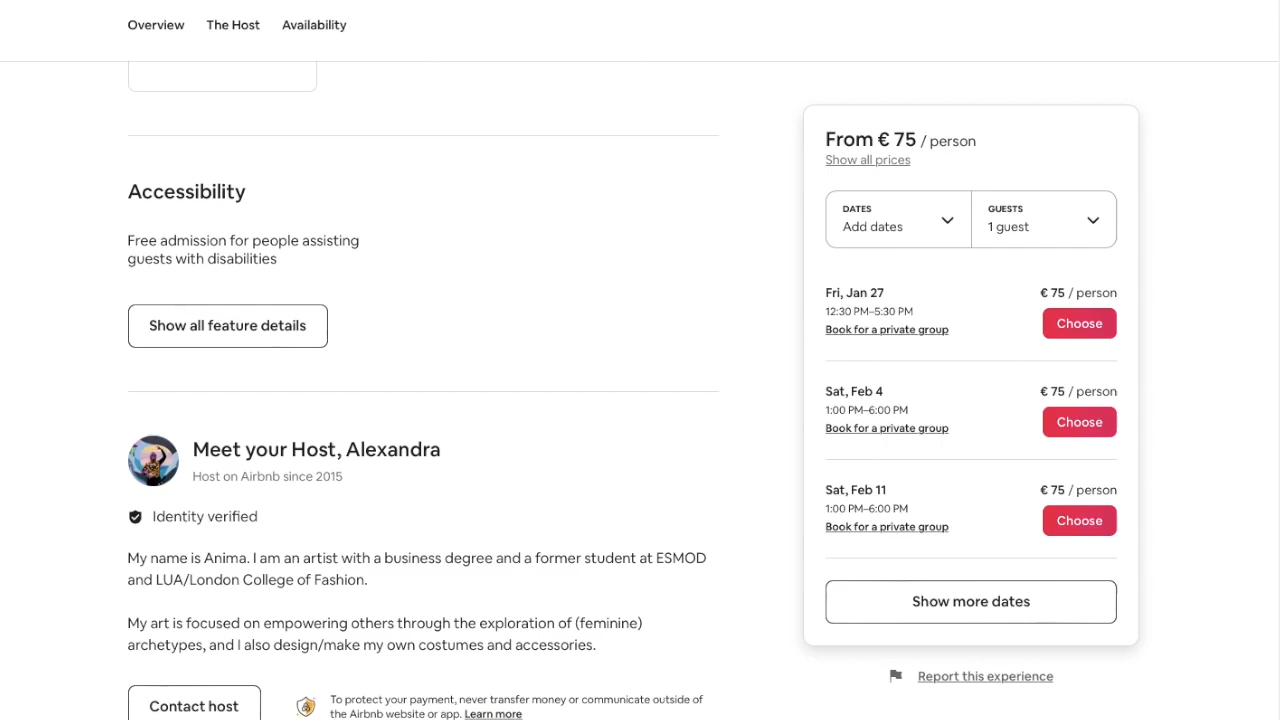 Overview The Host Availability
Accessibility
Free admission for people assisting
guests with disabilities
Show all feature details
Meet your Host, Alexandra
Host on Airbnb since 2015
Identity verified
My name is Anima. I am an artist with a business degree and a former student at ESMOD
and LUA/London College of Fashion.
My art is focused on empowering others through the exploration of (feminine)
archetypes, and I also design/make my own costumes and accessories.
Contact host
To protect your payment, never transfer money or communicate outside of
the Airbnb website or app. Learn more
From € 75 / person
Show all prices
DATES
Add dates
GUESTS
1 guest
Fri, Jan 27
€ 75 / person
12:30 PM–5:30 PM
Book for a private group
Choose
Sat, Feb 4
€ 75 / person
1:00 PM–6:00 PM
Book for a private group
Choose
Sat, Feb 11
€ 75 / person
1:00 PM–6:00 PM
Book for a private group
Choose
Show more dates
Report this experience